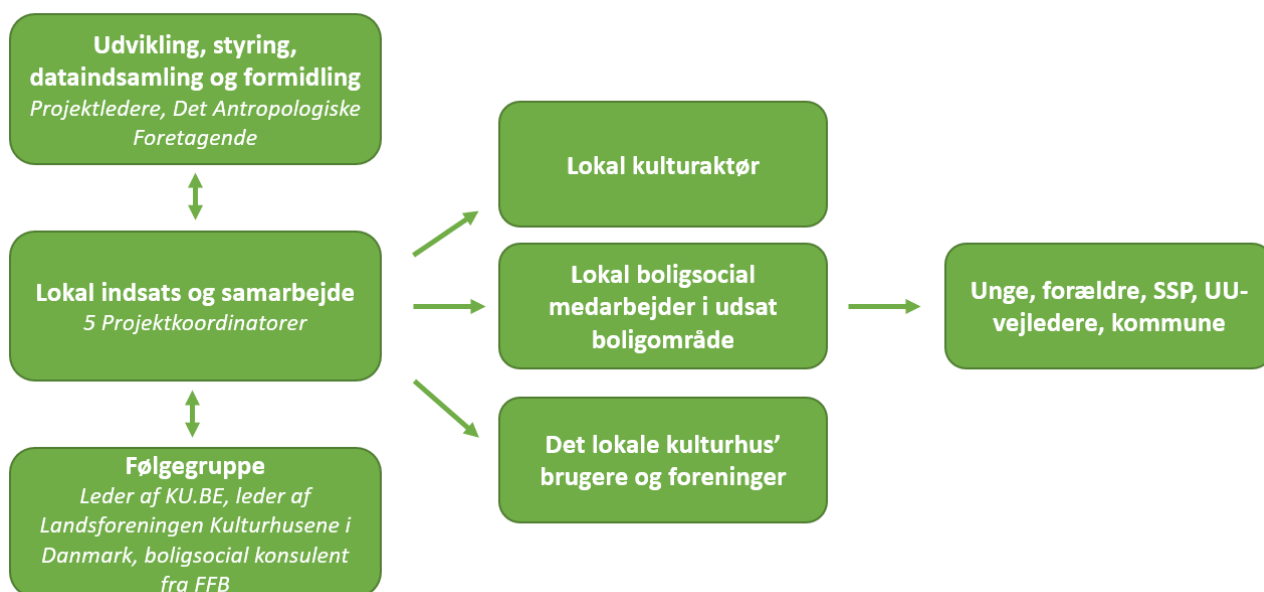 Udvikling, styring,
dataindsamling og formidling
Projektledere, Det Antropologiske
Foretagende
Lokal indsats og samarbejde
5 Projektkoordinatorer
Følgegruppe
Leder af KU.BE, leder af
Landsforeningen Kulturhusene i
Danmark, boligsocial konsulent
fra FFB
Lokal kulturaktør
Lokal boligsocial
medarbejder i udsat
boligområde
Det lokale kulturhus’
brugere og foreninger
Unge, forældre, SSP, UU-
vejledere, kommune